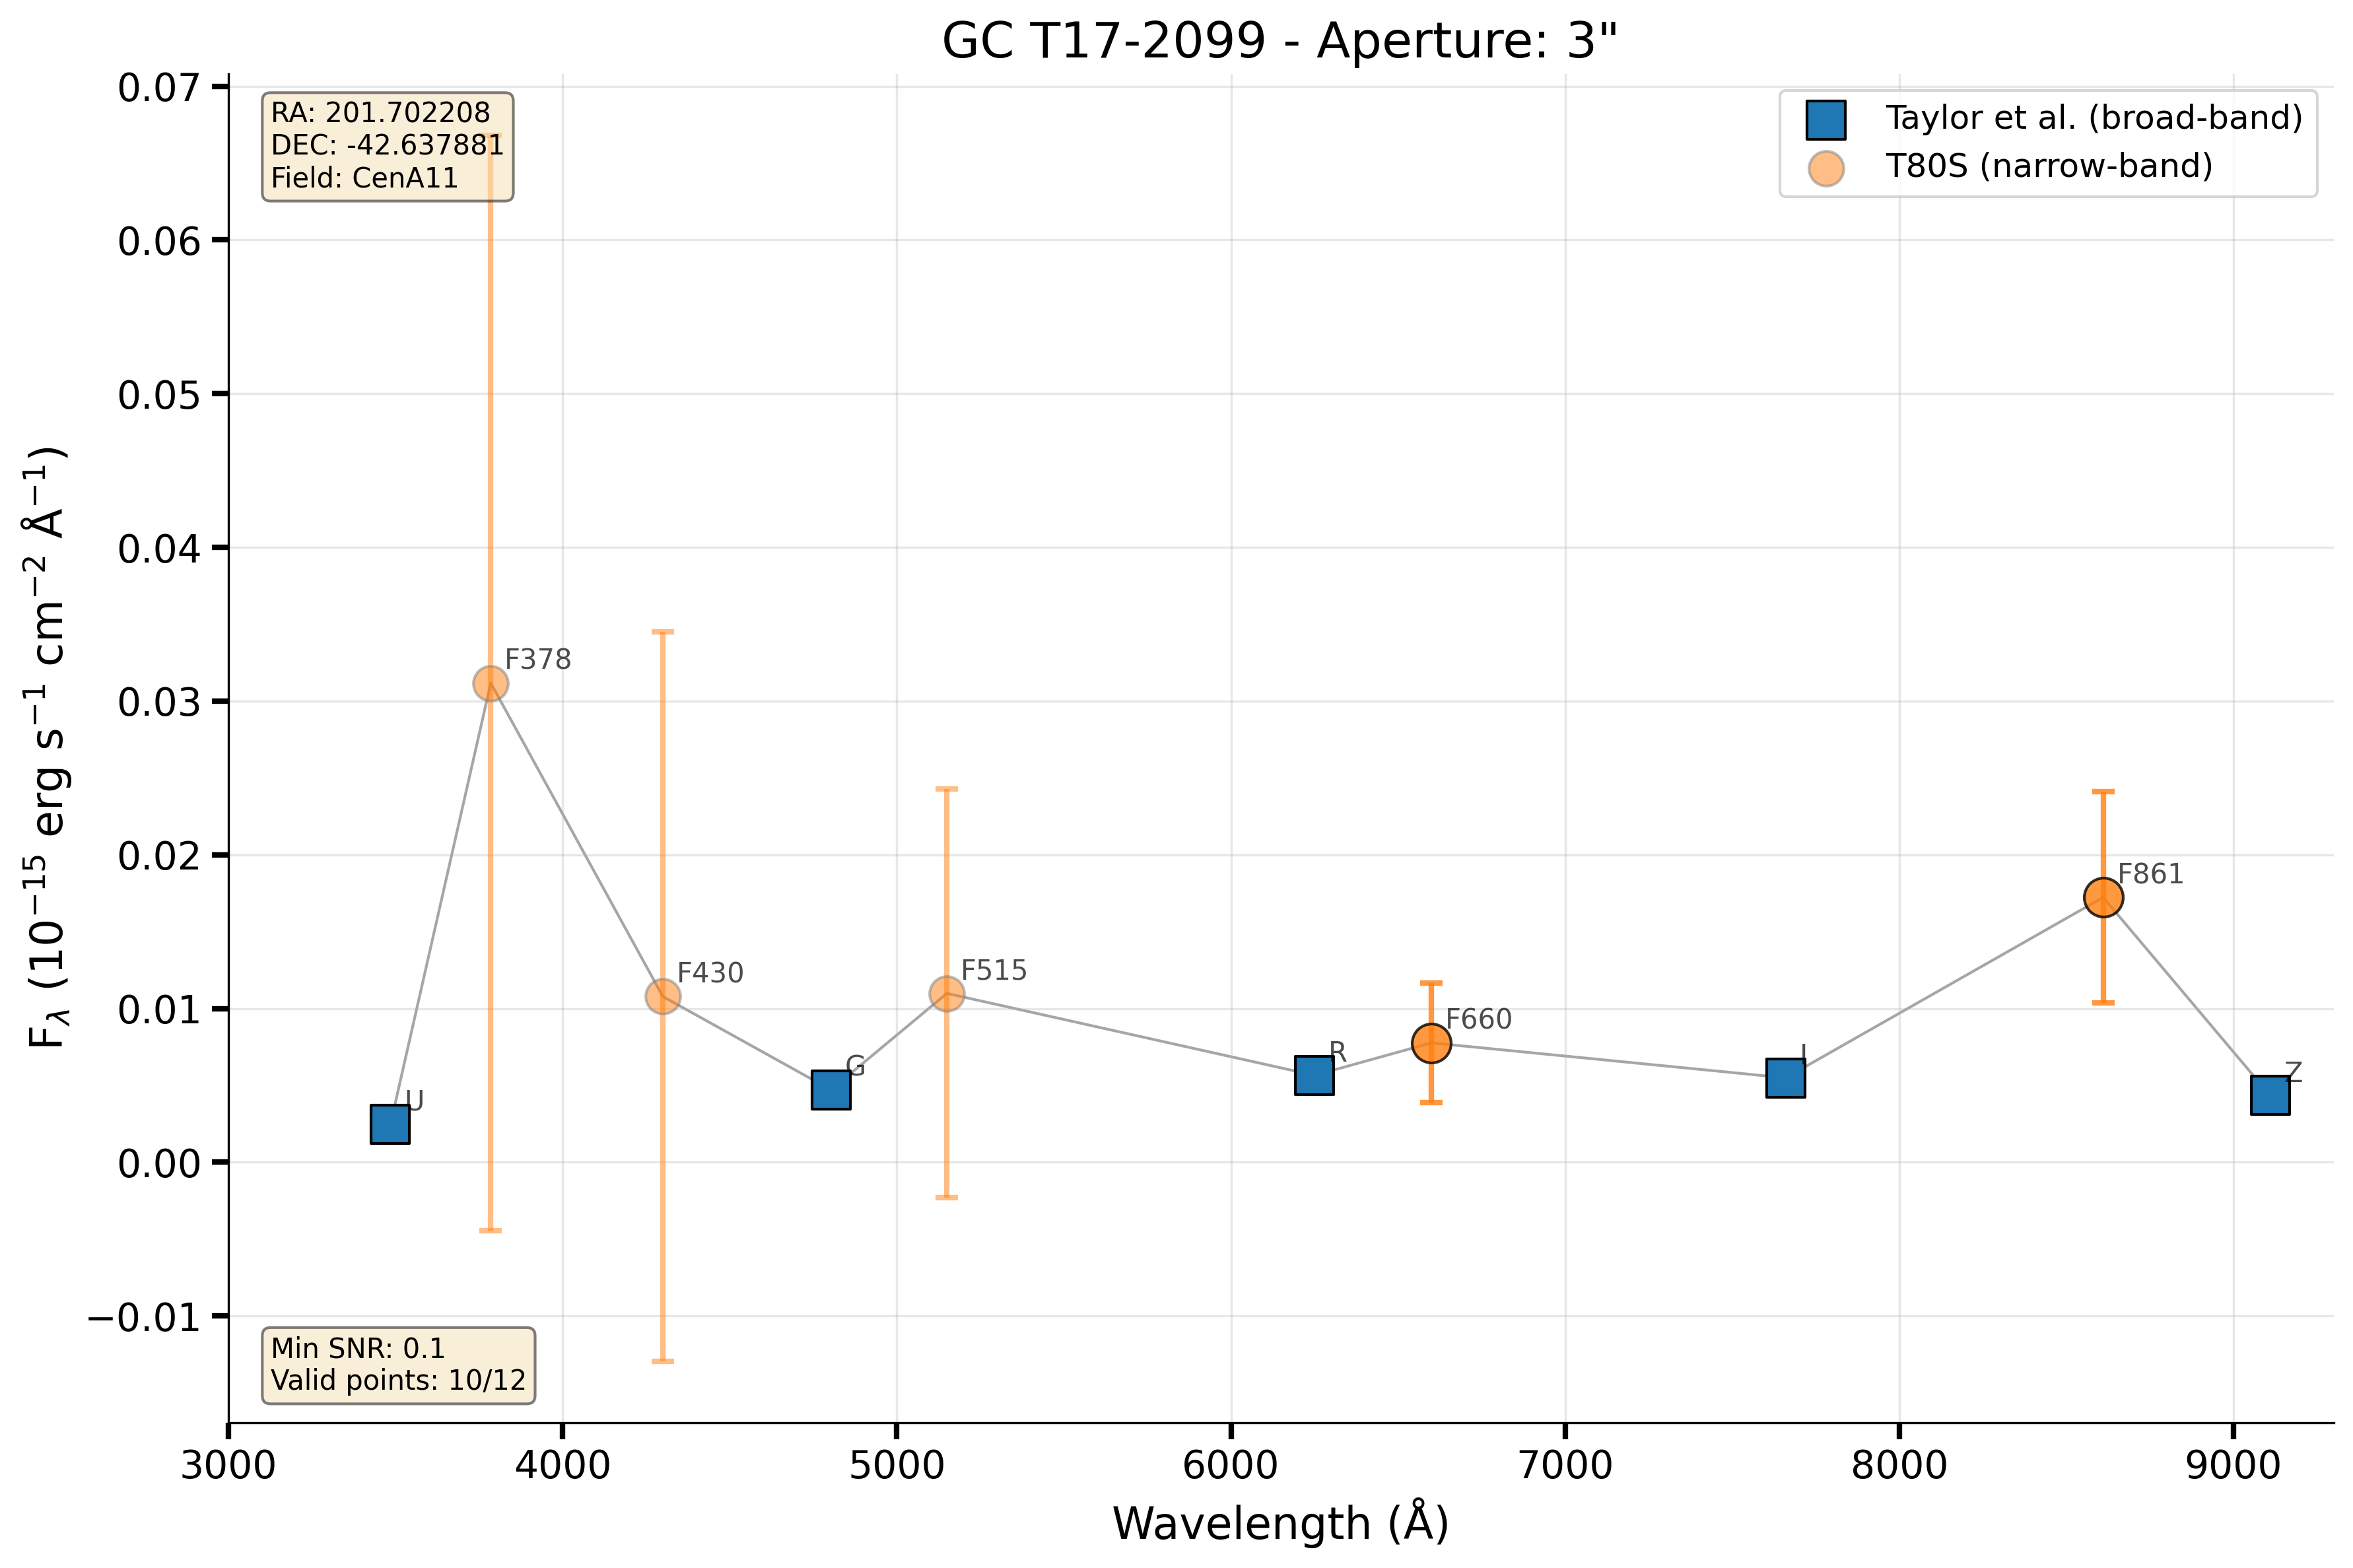 GC T17-2099 - Aperture: 3"
RA: 201.702208
DEC: -42.637881
Field: CenA11
Taylor et al. (broad-band)
T80S (narrow-band)
0.07
0.06
0.05
0.04
0.03
0.02
0.01
0.00
−0.01
F_λ (10⁻¹⁵ erg s⁻¹ cm⁻² Å⁻¹)
U
F378
F430
G
F515
R
F660
I
F861
Z
Min SNR: 0.1
Valid points: 10/12
3000 4000 5000 6000 7000 8000 9000
Wavelength (Å)